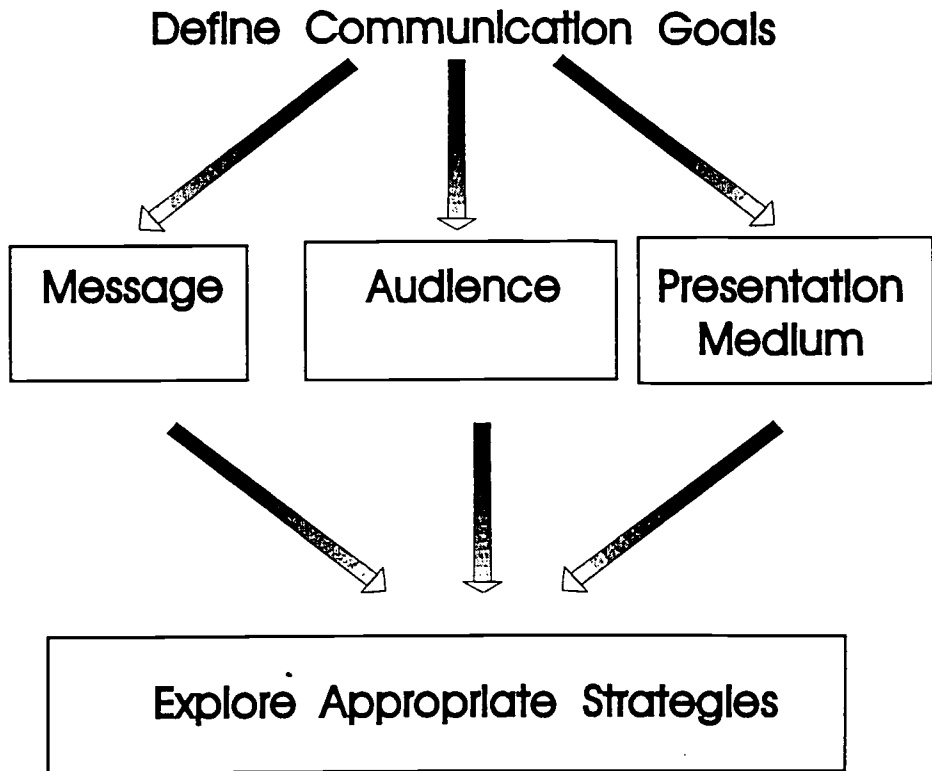 Define Communication Goals
Message
Audience
Presentation
Medium
Explore Appropriate Strategies